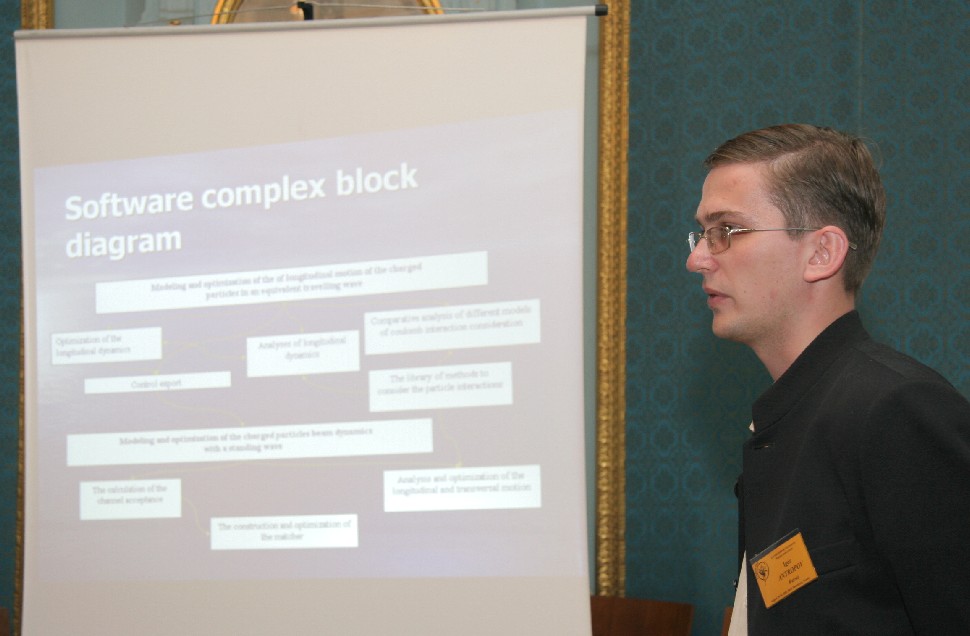 Software complex block
diagram
Modeling and optimization of the of longitudinal motion of the charged
particles in an equivalent travelling wave
Optimization of the
longitudinal dynamics
Analyses of longitudinal
dynamics
Comparative analysis of different models
of coulomb interaction consideration
Control export
The library of methods to
consider the particle interactions
Modeling and optimization of the charged particles beam dynamics
with a standing wave
The calculation of the
channel acceptance
Analysis and optimization of the
longitudinal and transversal motion
The construction and optimization of
the matcher
Igor